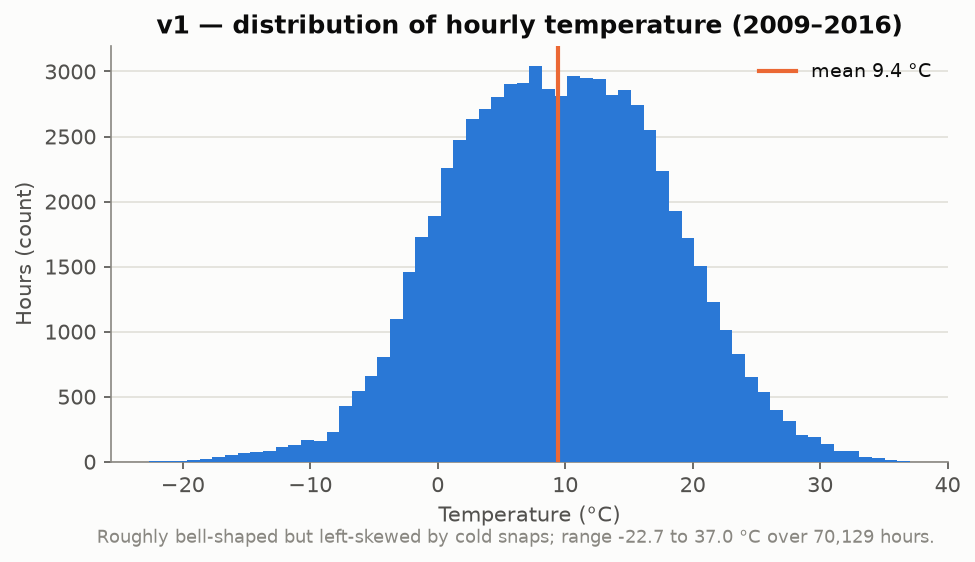 v1 — distribution of hourly temperature (2009–2016)
mean 9.4 °C
Hours (count)
3000
2500
2000
1500
1000
500
0
−20 −10 0 10 20 30 40
Temperature (°C)
Roughly bell-shaped but left-skewed by cold snaps; range -22.7 to 37.0 °C over 70,129 hours.